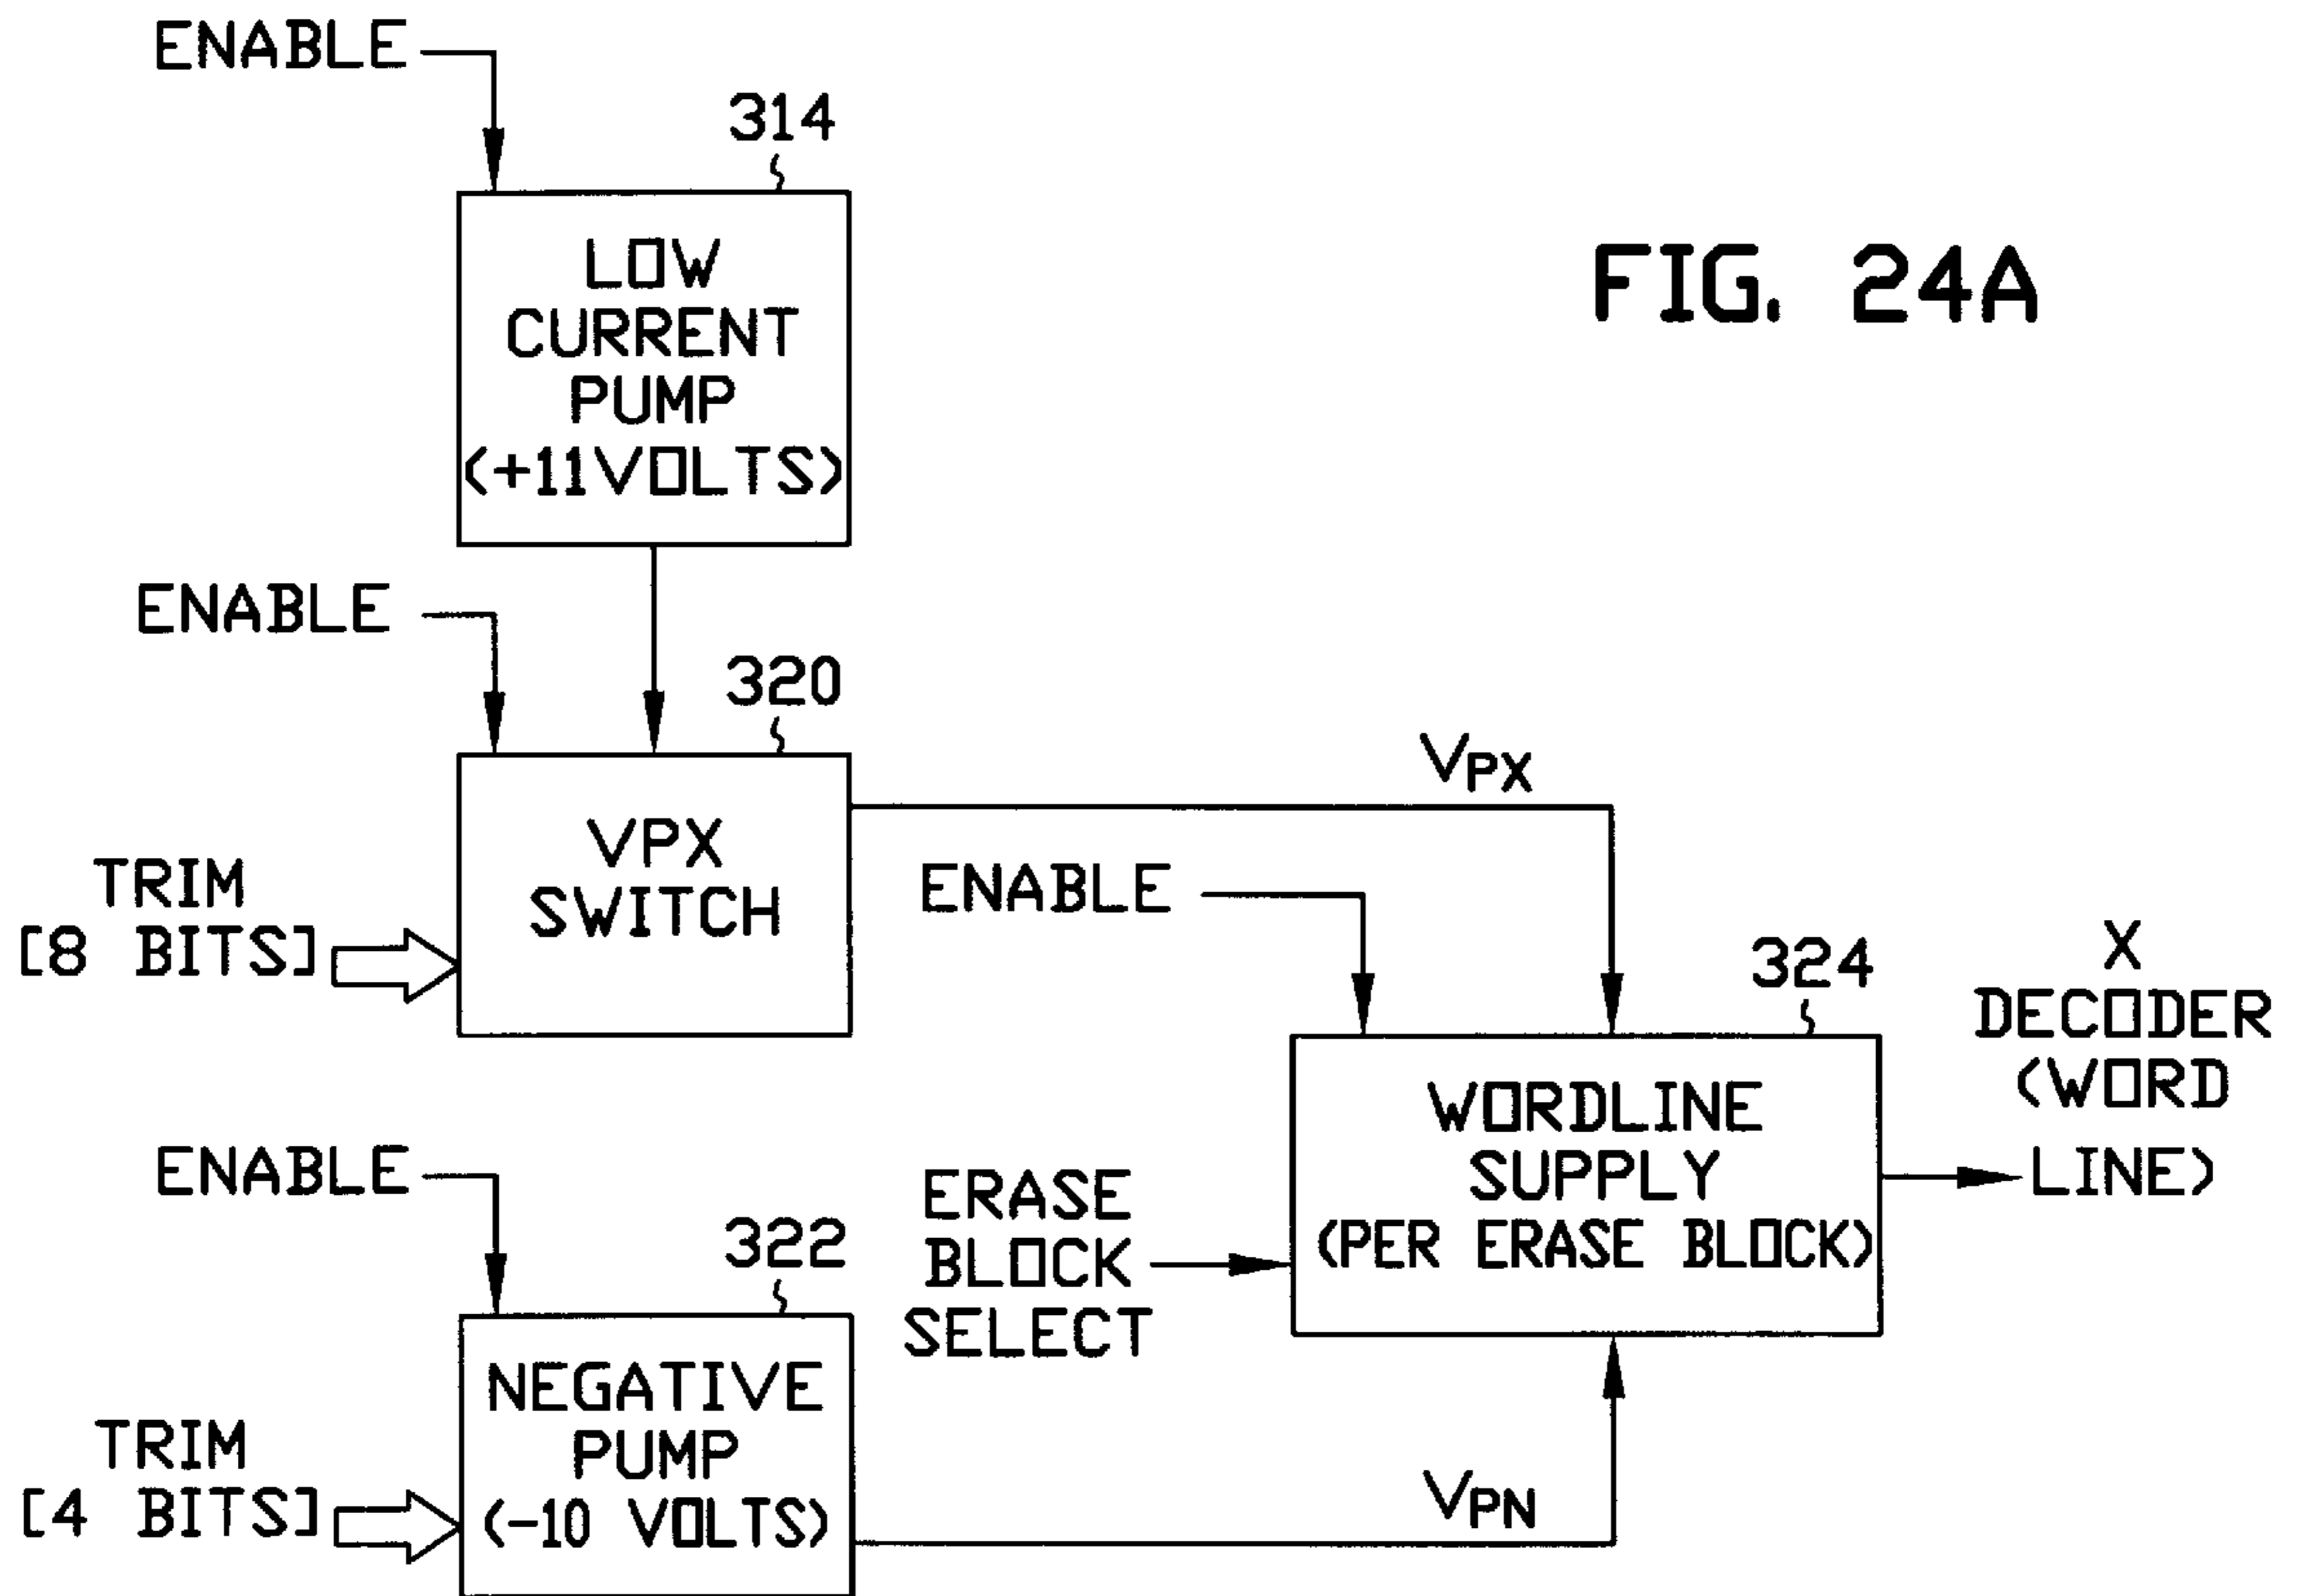 ENABLE
314
LOW
CURRENT
PUMP
(+11VOLTS)
FIG. 24A
ENABLE
320
VPX
SWITCH
TRIM
[8 BITS]
VPX
ENABLE
324
X
DECODER
(WORD
LINE)
WORDLINE
SUPPLY
(PER ERASE BLOCK)
ERASE
BLOCK
SELECT
ENABLE
322
NEGATIVE
PUMP
(-10 VOLTS)
TRIM
[4 BITS]
VPN